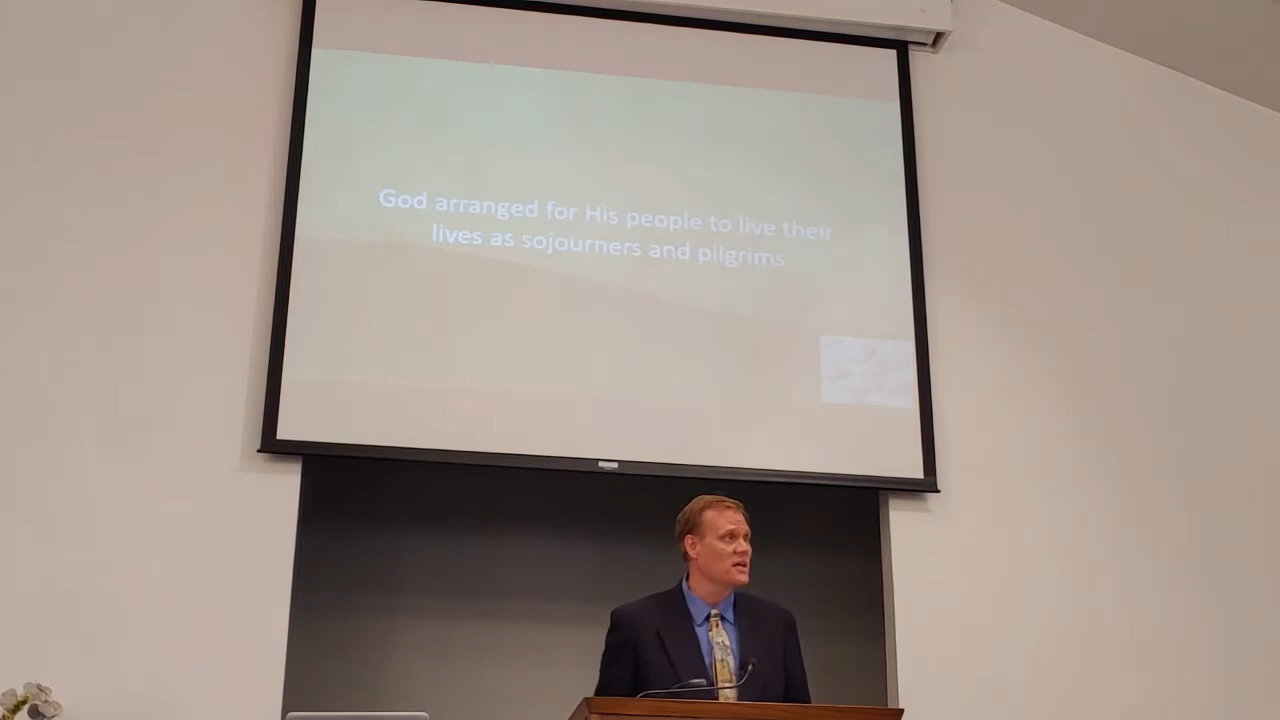 God arranged for His people to live their
lives as sojourners and pilgrims